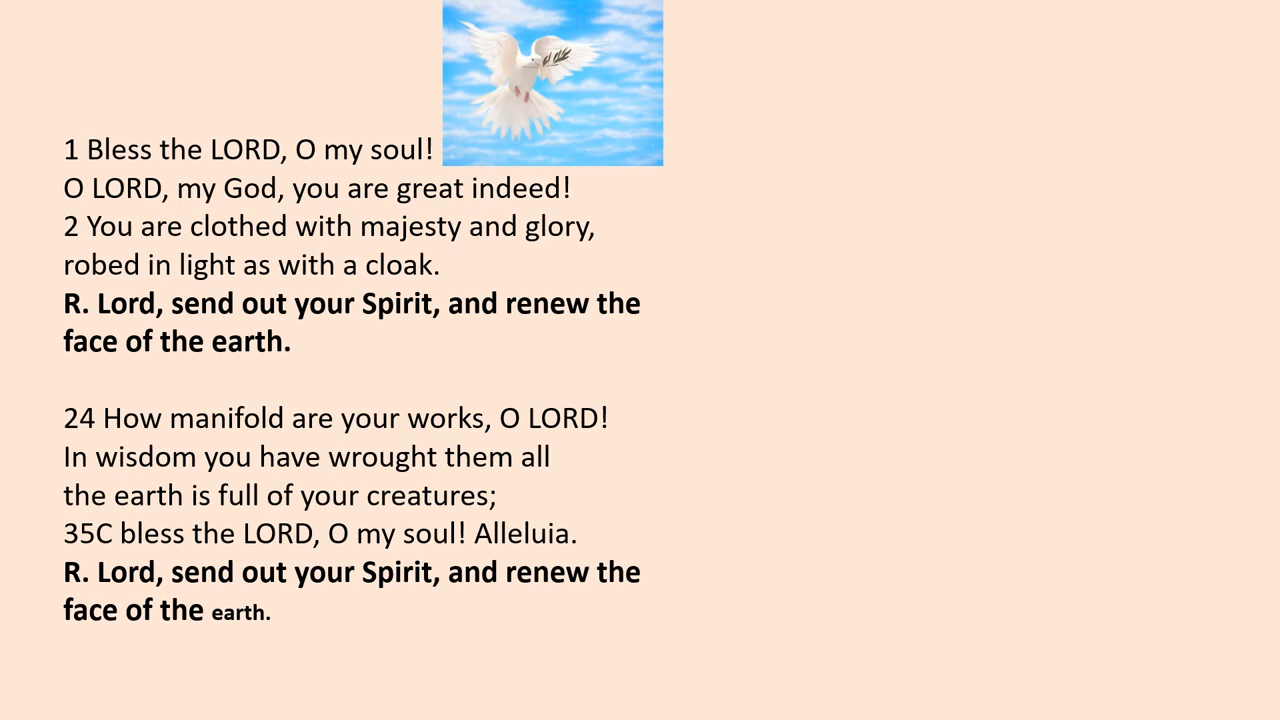 1 Bless the LORD, O my soul!
O LORD, my God, you are great indeed!
2 You are clothed with majesty and glory,
robed in light as with a cloak.
R. Lord, send out your Spirit, and renew the
face of the earth.
24 How manifold are your works, O LORD!
In wisdom you have wrought them all
the earth is full of your creatures;
35C bless the LORD, O my soul! Alleluia.
R. Lord, send out your Spirit, and renew the
face of the earth.